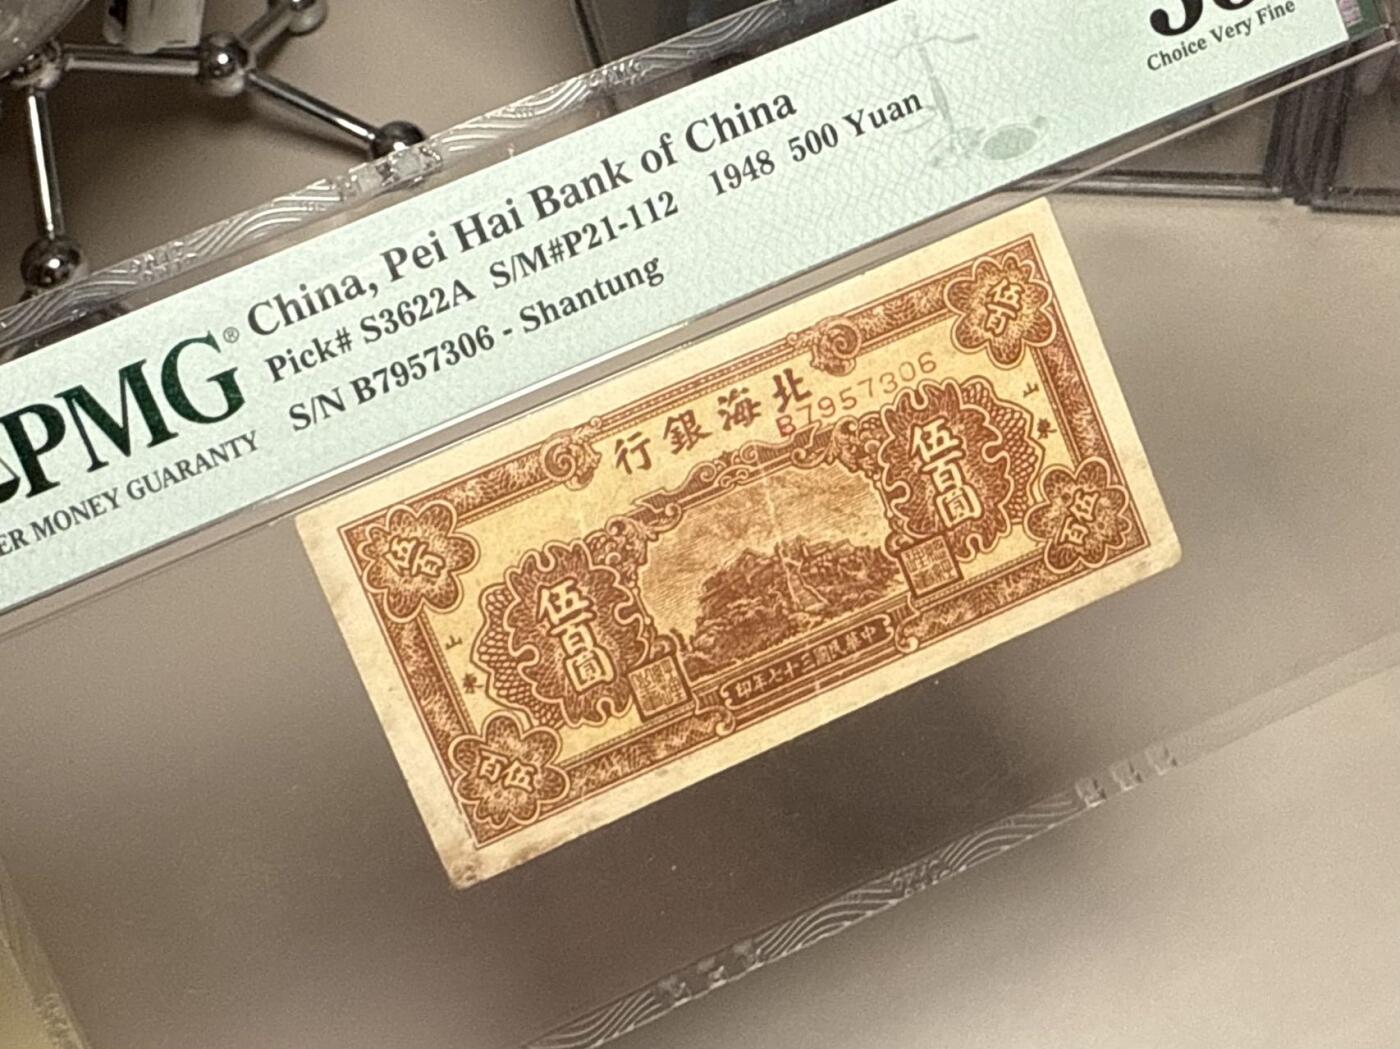 Choice Very Fine
China, Pei Hai Bank of China
Pick# S3622A S/M#P21-112 1948 500 Yuan
S/N B7957306 - Shantung
PMG®
ER MONEY GUARANTY
行銀海北
B7957306
伍百
伍百
山東
山東
伍百圓
伍百圓
印年七十三國民華中
百伍
百伍